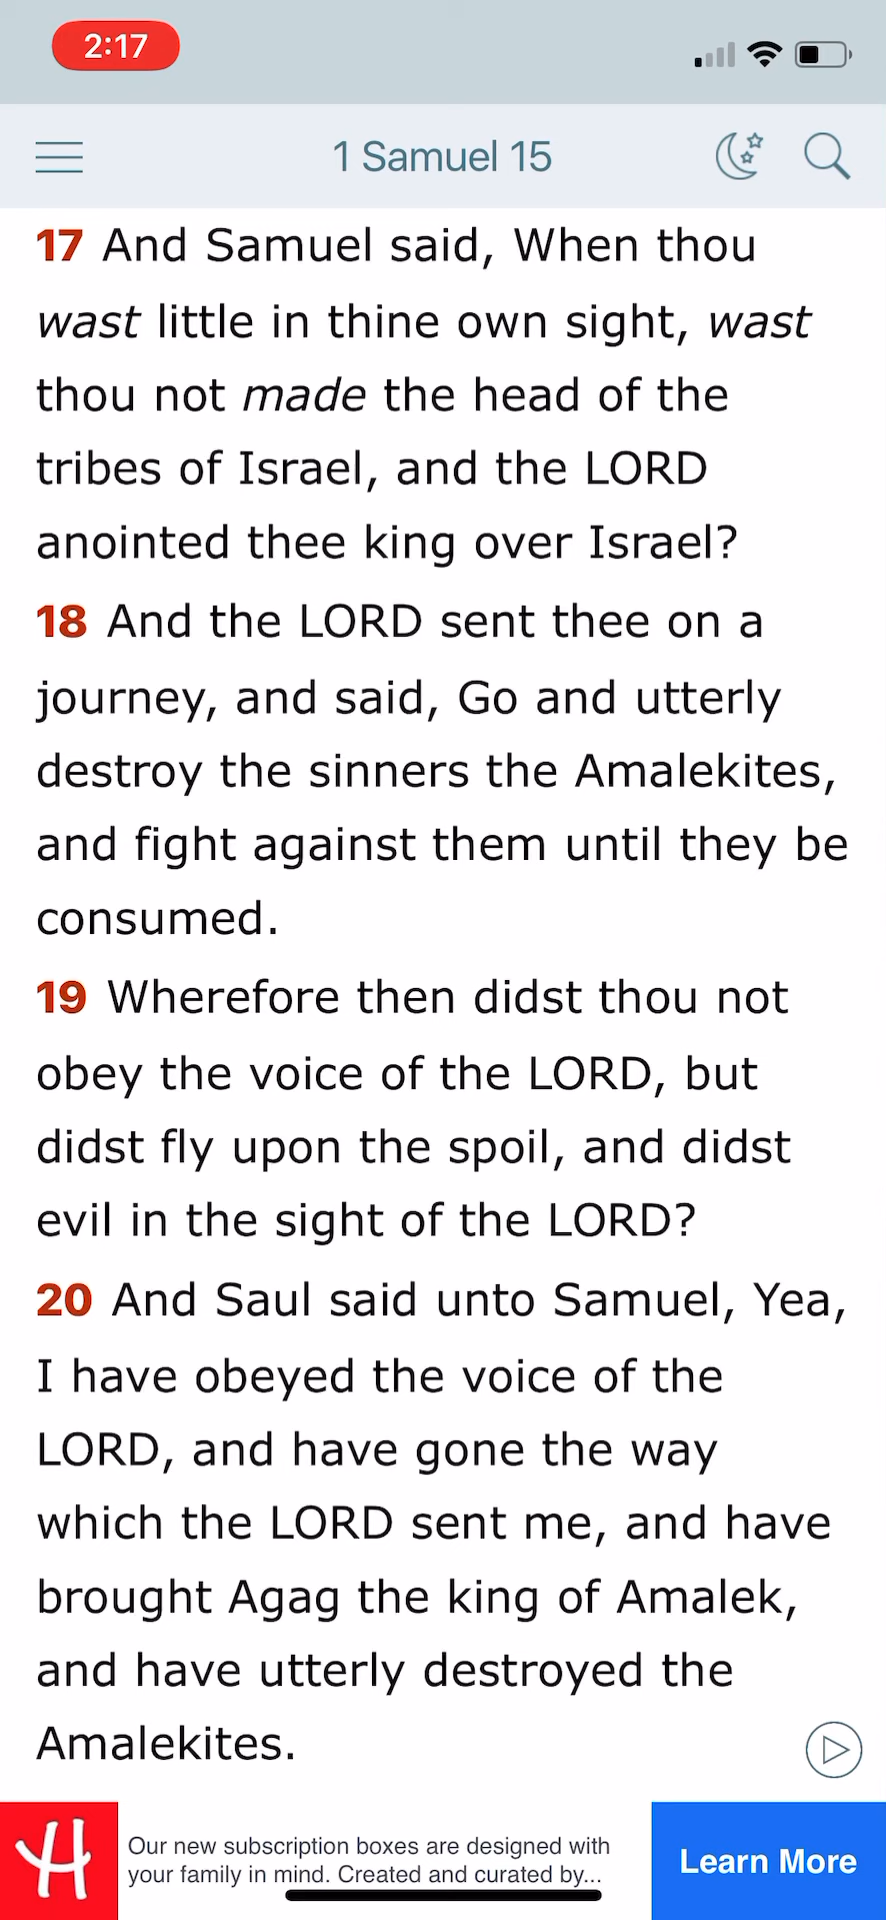 2:17
1 Samuel 15
17 And Samuel said, When thou
wast little in thine own sight, wast
thou not made the head of the
tribes of Israel, and the LORD
anointed thee king over Israel?
18 And the LORD sent thee on a
journey, and said, Go and utterly
destroy the sinners the Amalekites,
and fight against them until they be
consumed.
19 Wherefore then didst thou not
obey the voice of the LORD, but
didst fly upon the spoil, and didst
evil in the sight of the LORD?
20 And Saul said unto Samuel, Yea,
I have obeyed the voice of the
LORD, and have gone the way
which the LORD sent me, and have
brought Agag the king of Amalek,
and have utterly destroyed the
Amalekites.
H
Our new subscription boxes are designed with
your family in mind. Created and curated by...
Learn More